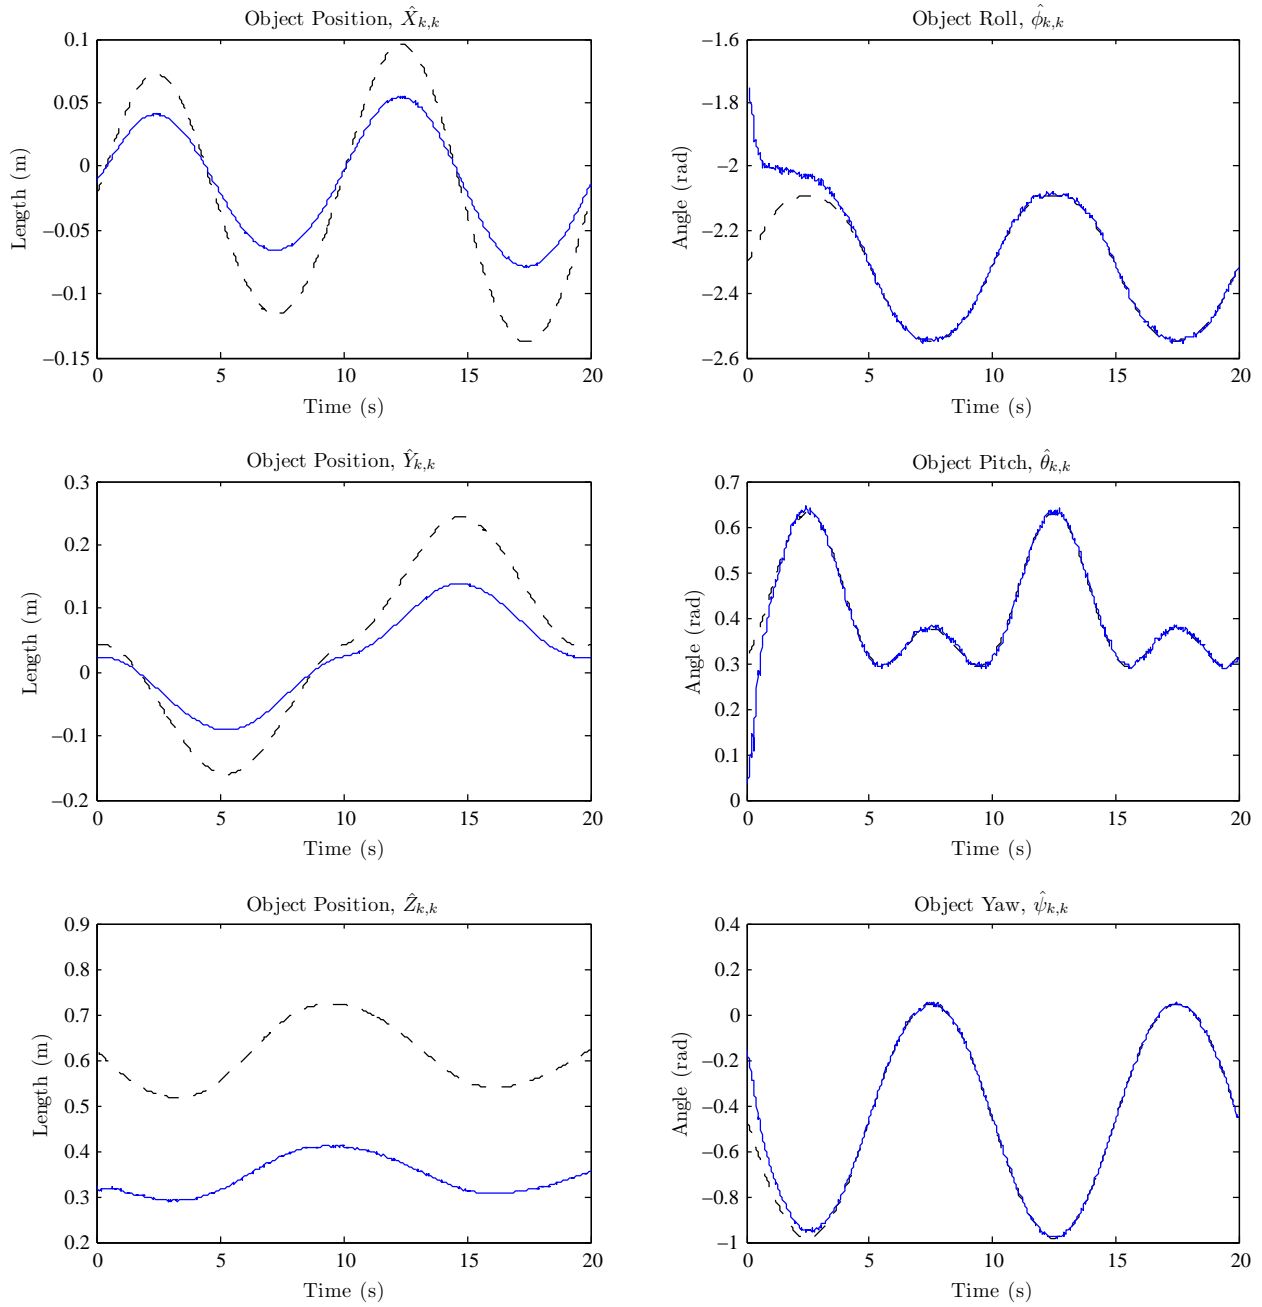 Object Position, X̂k,k
0.1
0.05
0
−0.05
−0.1
−0.15
Length (m)
0 5 10 15 20
Time (s)
Object Roll, φ̂k,k
−1.6
−1.8
−2
−2.2
−2.4
−2.6
Angle (rad)
0 5 10 15 20
Time (s)
Object Position, Ŷk,k
0.3
0.2
0.1
0
−0.1
−0.2
Length (m)
0 5 10 15 20
Time (s)
Object Pitch, θ̂k,k
0.7
0.6
0.5
0.4
0.3
0.2
0.1
0
Angle (rad)
0 5 10 15 20
Time (s)
Object Position, Ẑk,k
0.9
0.8
0.7
0.6
0.5
0.4
0.3
0.2
Length (m)
0 5 10 15 20
Time (s)
Object Yaw, ψ̂k,k
0.4
0.2
0
−0.2
−0.4
−0.6
−0.8
−1
Angle (rad)
0 5 10 15 20
Time (s)